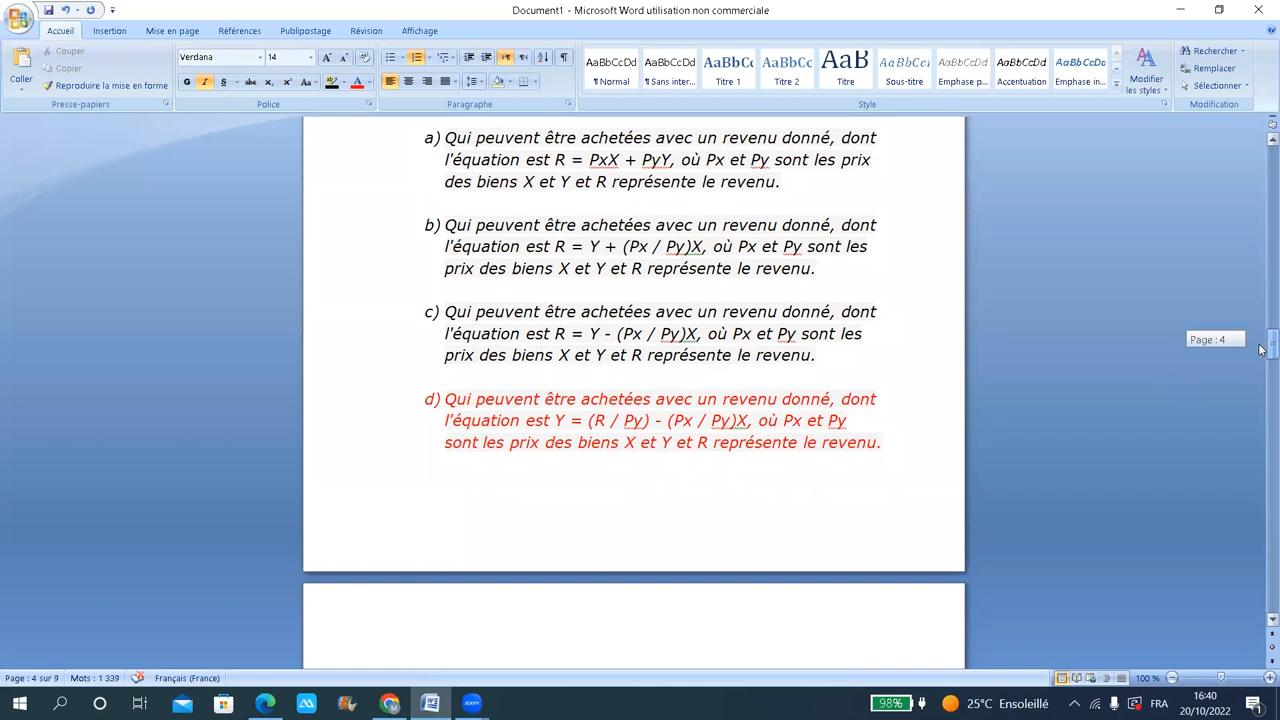 Document1 - Microsoft Word utilisation non commerciale
Accueil Insertion Mise en page Références Publipostage Révision Affichage
Coller
Couper
Copier
Reproduire la mise en forme
Presse-papiers
Verdana 14
G I S abc x₂ x² Aa A
Police
Paragraphe
AaBbCcDd AaBbCcDd AaBbCc AaBbCc AaB AaBbCc AaBbCcDd AaBbCcDd AaBbCcDd
¶ Normal ¶ Sans inter... Titre 1 Titre 2 Titre Sous-titre Emphase p... Accentuation Emphase in...
Modifier les styles
Style
Rechercher
Remplacer
Sélectionner
Modification
a) Qui peuvent être achetées avec un revenu donné, dont
l'équation est R = PxX + PyY, où Px et Py sont les prix
des biens X et Y et R représente le revenu.
b) Qui peuvent être achetées avec un revenu donné, dont
l'équation est R = Y + (Px / Py)X, où Px et Py sont les
prix des biens X et Y et R représente le revenu.
c) Qui peuvent être achetées avec un revenu donné, dont
l'équation est R = Y - (Px / Py)X, où Px et Py sont les
prix des biens X et Y et R représente le revenu.
d) Qui peuvent être achetées avec un revenu donné, dont
l'équation est Y = (R / Py) - (Px / Py)X, où Px et Py
sont les prix des biens X et Y et R représente le revenu.
Page : 4
Page : 4 sur 9 Mots : 1 339 Français (France) 100 %
zoom 98% 25°C Ensoleillé FRA 16:40
20/10/2022 1